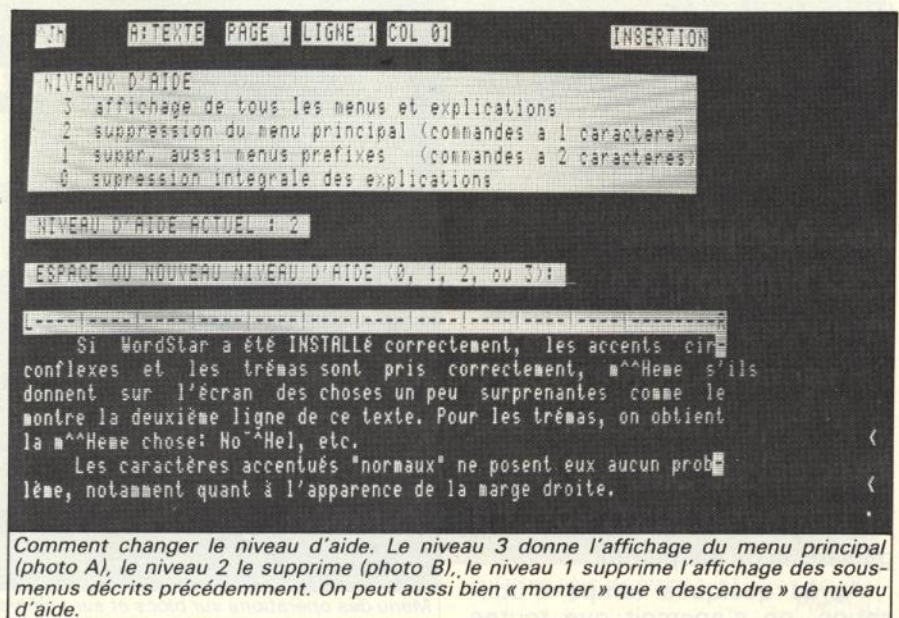 ^Jh A:TEXTE PAGE 1 LIGNE 1 COL 01 INSERTION
NIVEAUX D'AIDE
3 affichage de tous les menus et explications
2 suppression du menu principal (commandes a 1 caractere)
1 suppr. aussi menus prefixes (commandes a 2 caracteres)
0 supression integrale des explications
NIVEAU D'AIDE ACTUEL : 2
ESPACE OU NOUVEAU NIVEAU D'AIDE (0, 1, 2, ou 3):
L----|----|----|----|----|----|----|----|----|----|----|--------R
Si WordStar a été INSTALLé correctement, les accents cir-
conflexes et les trémas sont pris correctement, m^^Heme s'ils
donnent sur l'écran des choses un peu surprenantes comme le
montre la deuxième ligne de ce texte. Pour les trémas, on obtient
la m^^Heme chose: No¨^Hel, etc. <
Les caractères accentués "normaux" ne posent eux aucun prob-
lème, notamment quant à l'apparence de la marge droite. <
.
Comment changer le niveau d'aide. Le niveau 3 donne l'affichage du menu principal
(photo A), le niveau 2 le supprime (photo B), le niveau 1 supprime l'affichage des sous-
menus décrits précédemment. On peut aussi bien « monter » que « descendre » de niveau
d'aide.